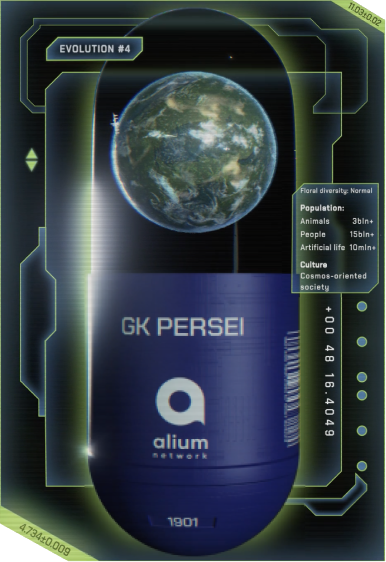 11.03±0.02
EVOLUTION #4
Floral diversity: Normal
Population:
Animals 3bln+
People 15bln+
Artificial life 10mln+
Culture
Cosmos-oriented
society
GK PERSEI
+00 48 16.4049
alium
network
1901
4.734±0.009